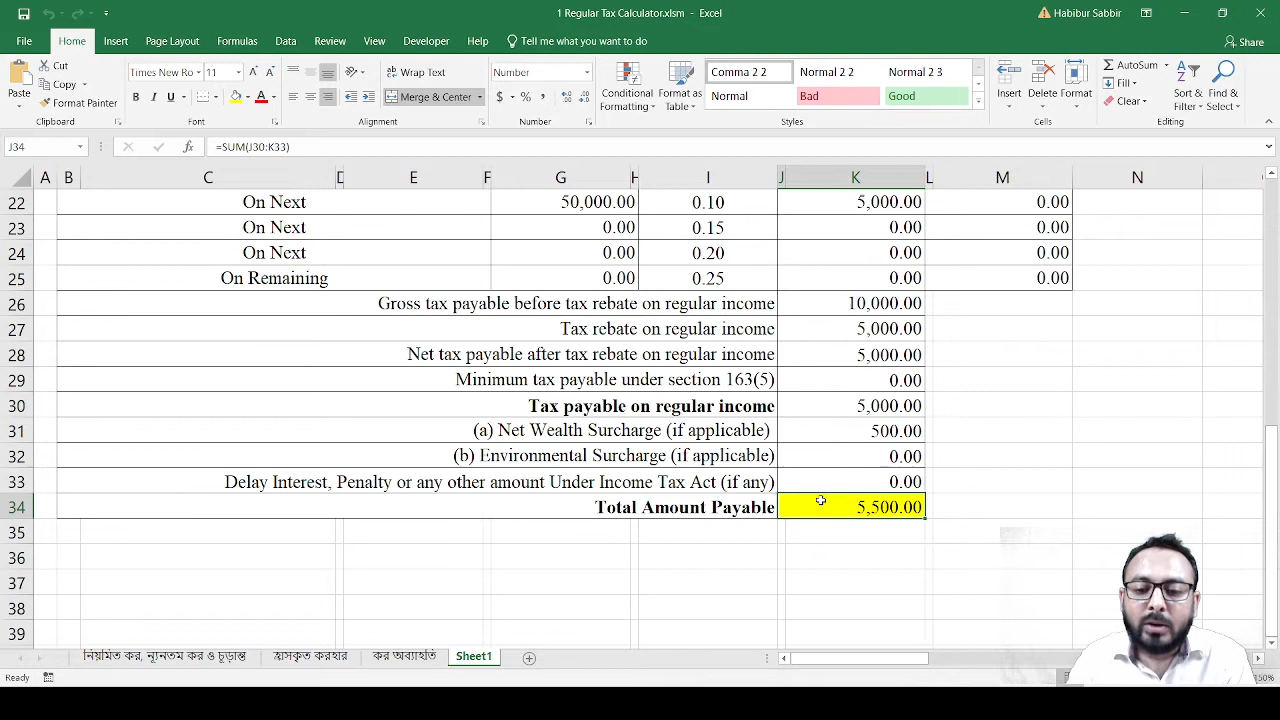 1 Regular Tax Calculator.xlsm - Excel
Habibur Sabbir
File Home Insert Page Layout Formulas Data Review View Developer Help Tell me what you want to do
Share
Paste
Cut
Copy
Format Painter
Clipboard
Times New 11
B I U
Font
Wrap Text
Merge & Center
Alignment
Number
$ % ,
Number
Conditional Formatting
Format as Table
Comma 2 2 Normal 2 2 Normal 2 3
Normal Bad Good
Styles
Insert Delete Format
Cells
AutoSum
Fill
Clear
Sort & Filter
Find & Select
Editing
J34 fx =SUM(J30:K33)
A B C D E F G H I J K L M N
22 On Next 50,000.00 0.10 5,000.00 0.00
23 On Next 0.00 0.15 0.00 0.00
24 On Next 0.00 0.20 0.00 0.00
25 On Remaining 0.00 0.25 0.00 0.00
26 Gross tax payable before tax rebate on regular income 10,000.00
27 Tax rebate on regular income 5,000.00
28 Net tax payable after tax rebate on regular income 5,000.00
29 Minimum tax payable under section 163(5) 0.00
30 Tax payable on regular income 5,000.00
31 (a) Net Wealth Surcharge (if applicable) 500.00
32 (b) Environmental Surcharge (if applicable) 0.00
33 Delay Interest, Penalty or any other amount Under Income Tax Act (if any) 0.00
34 Total Amount Payable 5,500.00
35
36
37
38
39
নিয়মিত কর, ন্যূনতম কর ও চূড়ান্ত হ্রাসকৃত করহার কর অব্যাহতি Sheet1
Ready
150%